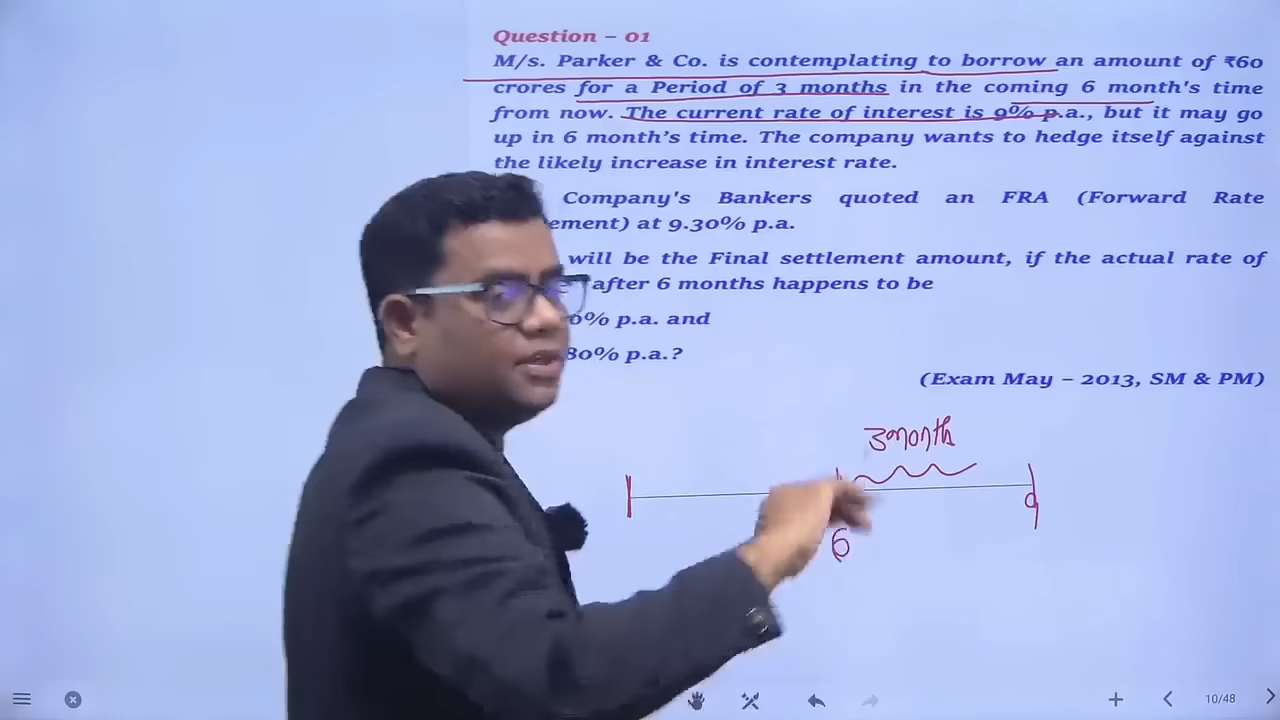 Question – 01
M/s. Parker & Co. is contemplating to borrow an amount of ₹60
crores for a Period of 3 months in the coming 6 month's time
from now. The current rate of interest is 9% p.a., but it may go
up in 6 month's time. The company wants to hedge itself against
the likely increase in interest rate.
Company's Bankers quoted an FRA (Forward Rate
ement) at 9.30% p.a.
will be the Final settlement amount, if the actual rate of
after 6 months happens to be
0% p.a. and
80% p.a.?
(Exam May – 2013, SM & PM)
3month
9
6
10/48